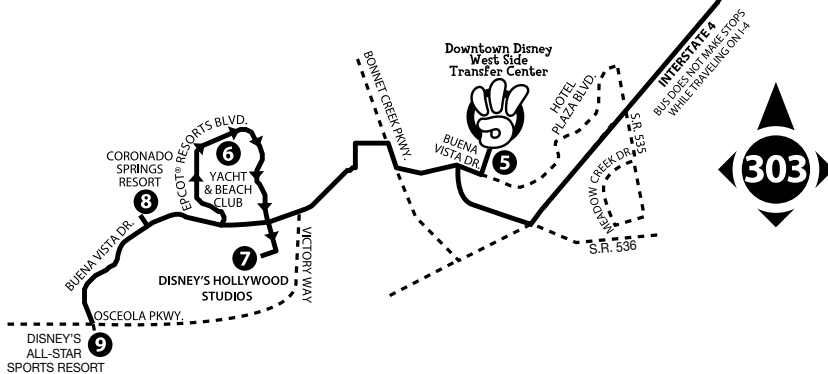 Downtown Disney
West Side
Transfer Center
INTERSTATE 4
BUS DOES NOT MAKE STOPS
WHILE TRAVELING ON I-4
BONNET CREEK PKWY.
HOTEL
PLAZA BLVD.
S.R. 535
BUENA
VISTA DR.
5
MEADOW CREEK DR.
303
EPCOT® RESORTS BLVD.
6
YACHT
& BEACH
CLUB
CORONADO
SPRINGS
RESORT
8
BUENA VISTA DR.
7
DISNEY'S HOLLYWOOD
STUDIOS
VICTORY WAY
S.R. 536
OSCEOLA PKWY.
DISNEY'S
ALL-STAR
SPORTS RESORT
9